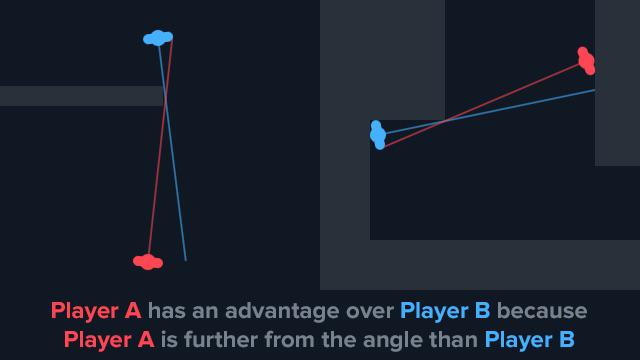 Player A has an advantage over Player B because
Player A is further from the angle than Player B